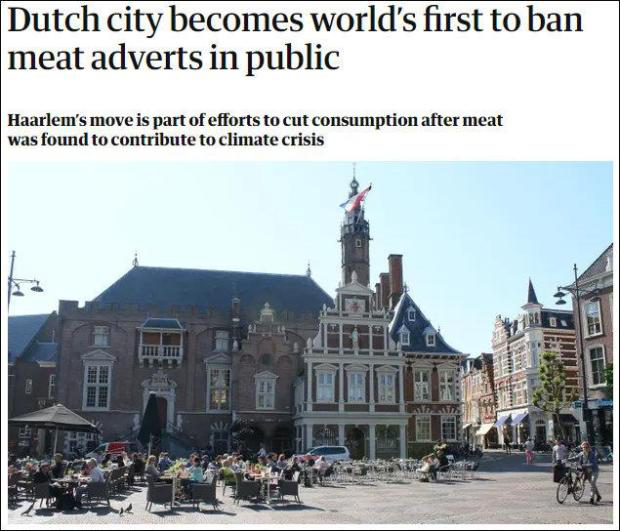 Dutch city becomes world’s first to ban
meat adverts in public
Haarlem’s move is part of efforts to cut consumption after meat
was found to contribute to climate crisis